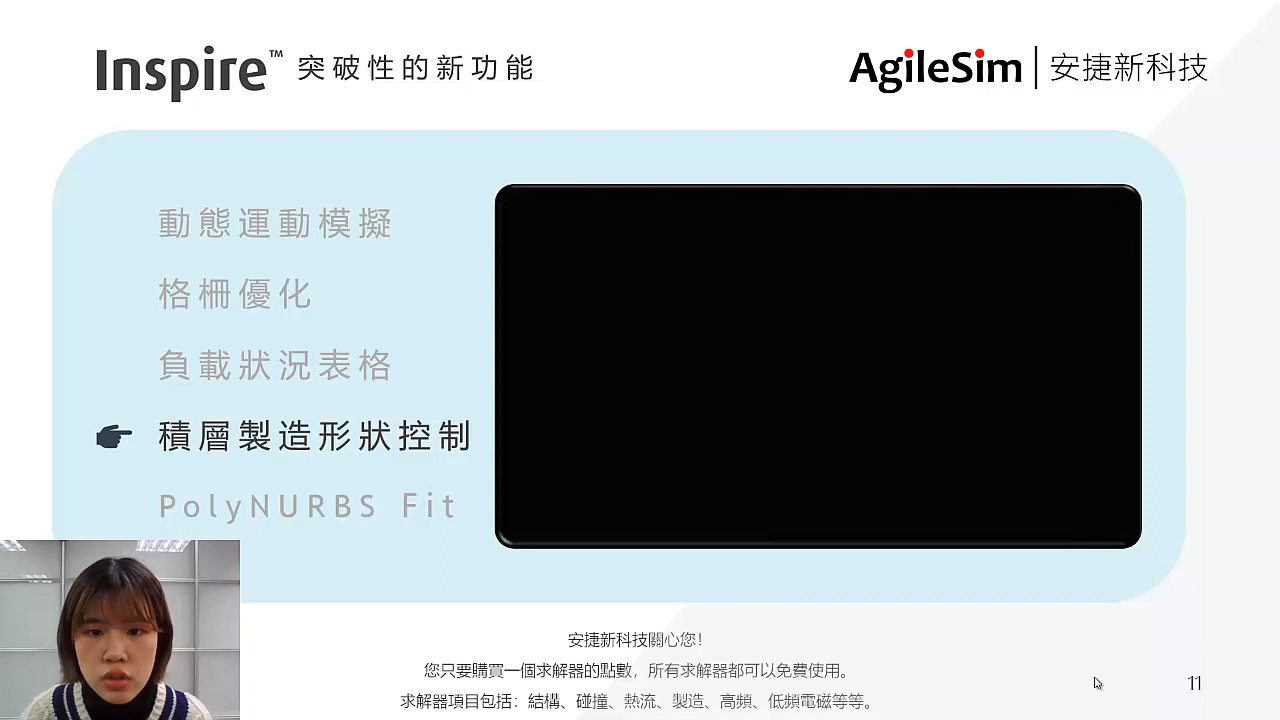 Inspire™ 突破性的新功能
AgileSim | 安捷新科技
動態運動模擬
格柵優化
負載狀況表格
積層製造形狀控制
PolyNURBS Fit
安捷新科技關心您!
您只要購買一個求解器的點數，所有求解器都可以免費使用。
求解器項目包括：結構、碰撞、熱流、製造、高頻、低頻電磁等等。
11